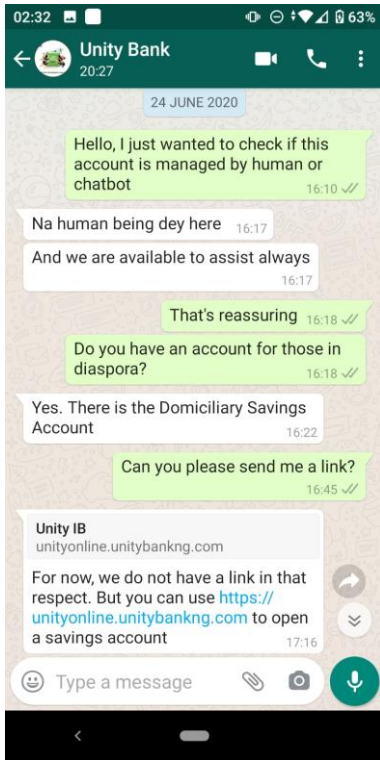 02:32 63%
Unity Bank
20:27
24 JUNE 2020
Hello, I just wanted to check if this
account is managed by human or
chatbot 16:10
Na human being dey here 16:17
And we are available to assist always
16:17
That's reassuring 16:18
Do you have an account for those in
diaspora? 16:18
Yes. There is the Domiciliary Savings
Account 16:22
Can you please send me a link?
16:45
Unity IB
unityonline.unitybankng.com
For now, we do not have a link in that
respect. But you can use https://
unityonline.unitybankng.com to open
a savings account 17:16
Type a message